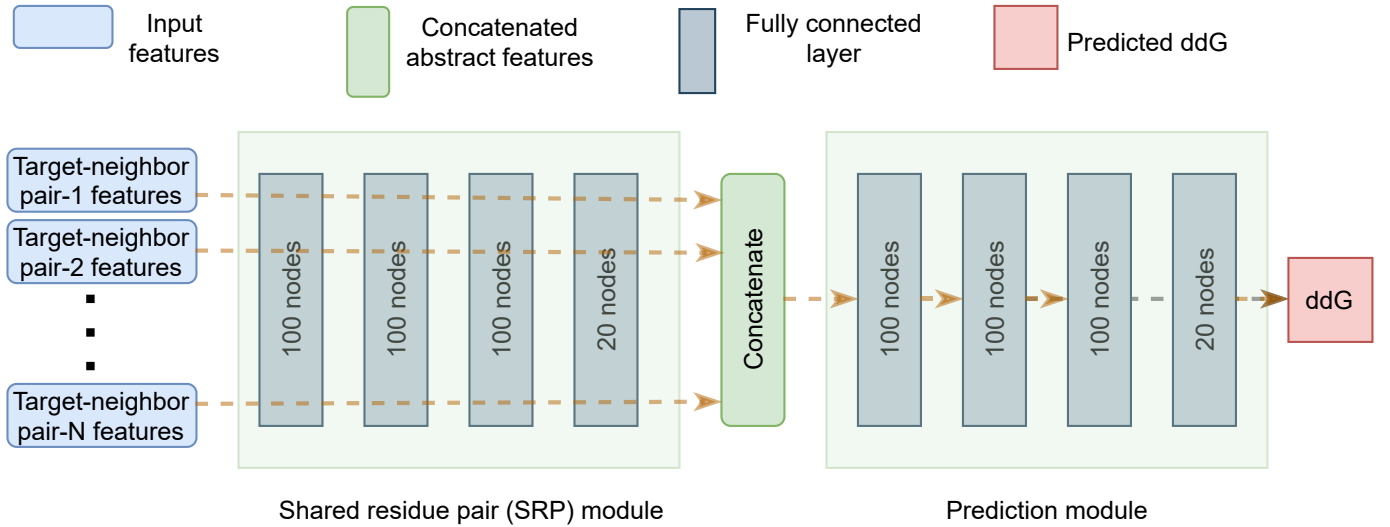 Input
features
Concatenated
abstract features
Fully connected
layer
Predicted ddG
Target-neighbor
pair-1 features
Target-neighbor
pair-2 features
Target-neighbor
pair-N features
100 nodes
100 nodes
100 nodes
20 nodes
Concatenate
100 nodes
100 nodes
100 nodes
20 nodes
ddG
Shared residue pair (SRP) module
Prediction module